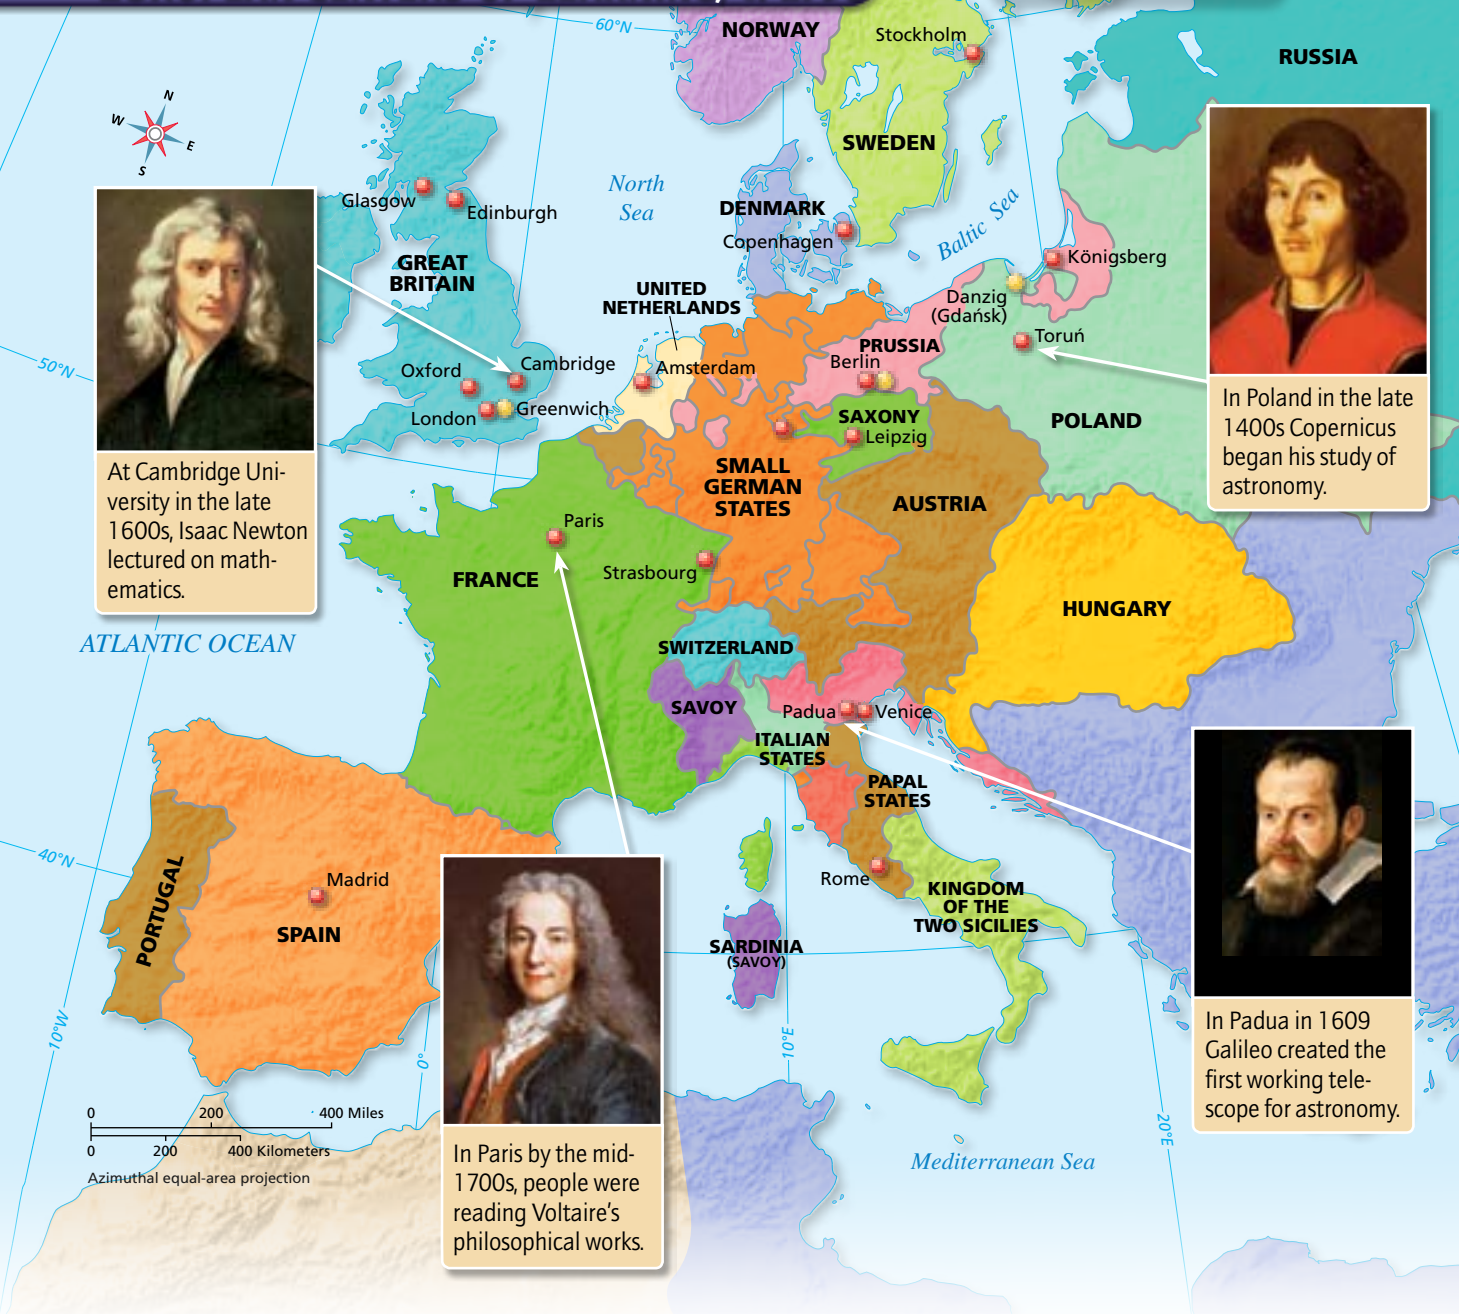 60°N
NORWAY
Stockholm
RUSSIA
N
W
E
S
SWEDEN
North
Sea
Glasgow
Edinburgh
DENMARK
Copenhagen
Baltic Sea
Königsberg
GREAT
BRITAIN
UNITED
NETHERLANDS
Danzig
(Gdańsk)
Toruń
PRUSSIA
Berlin
50°N
Oxford
Cambridge
Amsterdam
London
Greenwich
SAXONY
Leipzig
POLAND
In Poland in the late
1400s Copernicus
began his study of
astronomy.
At Cambridge Uni-
versity in the late
1600s, Isaac Newton
lectured on math-
ematics.
SMALL
GERMAN
STATES
AUSTRIA
Paris
Strasbourg
FRANCE
HUNGARY
ATLANTIC OCEAN
SWITZERLAND
SAVOY
Padua
Venice
ITALIAN
STATES
PAPAL
STATES
40°N
Madrid
PORTUGAL
SPAIN
Rome
KINGDOM
OF THE
TWO SICILIES
SARDINIA
(SAVOY)
In Padua in 1609
Galileo created the
first working tele-
scope for astronomy.
10°W
0°
10°E
20°E
0 200 400 Miles
0 200 400 Kilometers
Azimuthal equal-area projection
In Paris by the mid-
1700s, people were
reading Voltaire's
philosophical works.
Mediterranean Sea